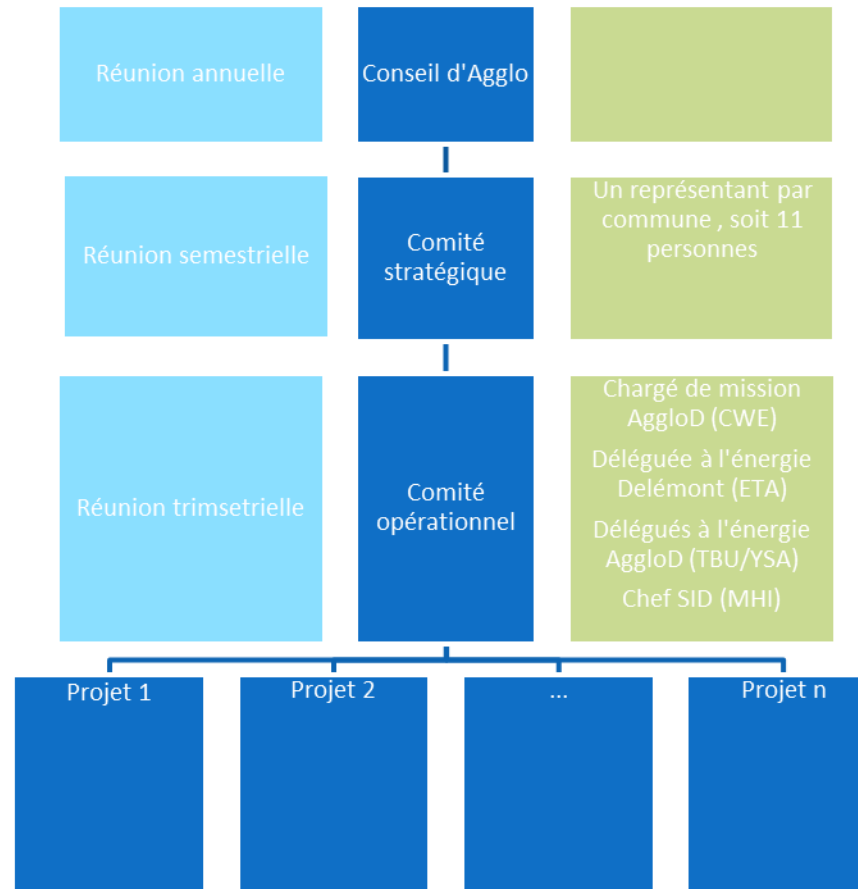 Réunion annuelle
Conseil d'Agglo
Réunion semestrielle
Comité
stratégique
Un représentant par
commune , soit 11
personnes
Réunion trimsetrielle
Comité
opérationnel
Chargé de mission
AggloD (CWE)
Déléguée à l'énergie
Delémont (ETA)
Délégués à l'énergie
AggloD (TBU/YSA)
Chef SID (MHI)
Projet 1
Projet 2
...
Projet n